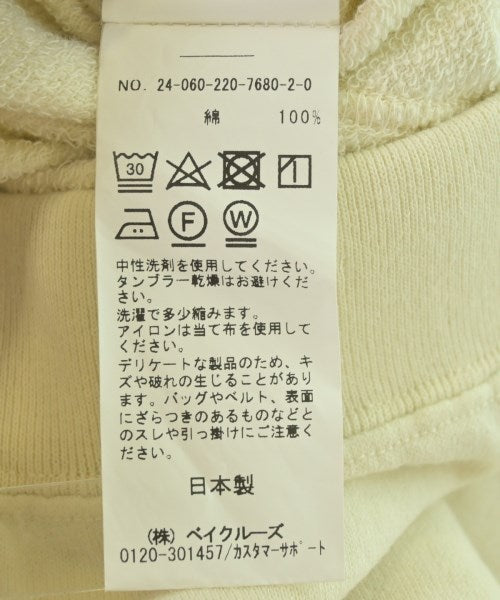 NO. 24-060-220-7680-2-0
綿 100%
30
F W
中性洗剤を使用してください。
タンブラー乾燥はお避けくだ
さい。
洗濯で多少縮みます。
アイロンは当て布を使用して
ください。
デリケートな製品のため、キ
ズや破れの生じることがあり
ます。バッグやベルト、表面
にざらつきのあるものなどと
のスレや引っ掛けにご注意く
ださい。
日本製
(株) ベイクルーズ
0120-301457/カスタマーサポート